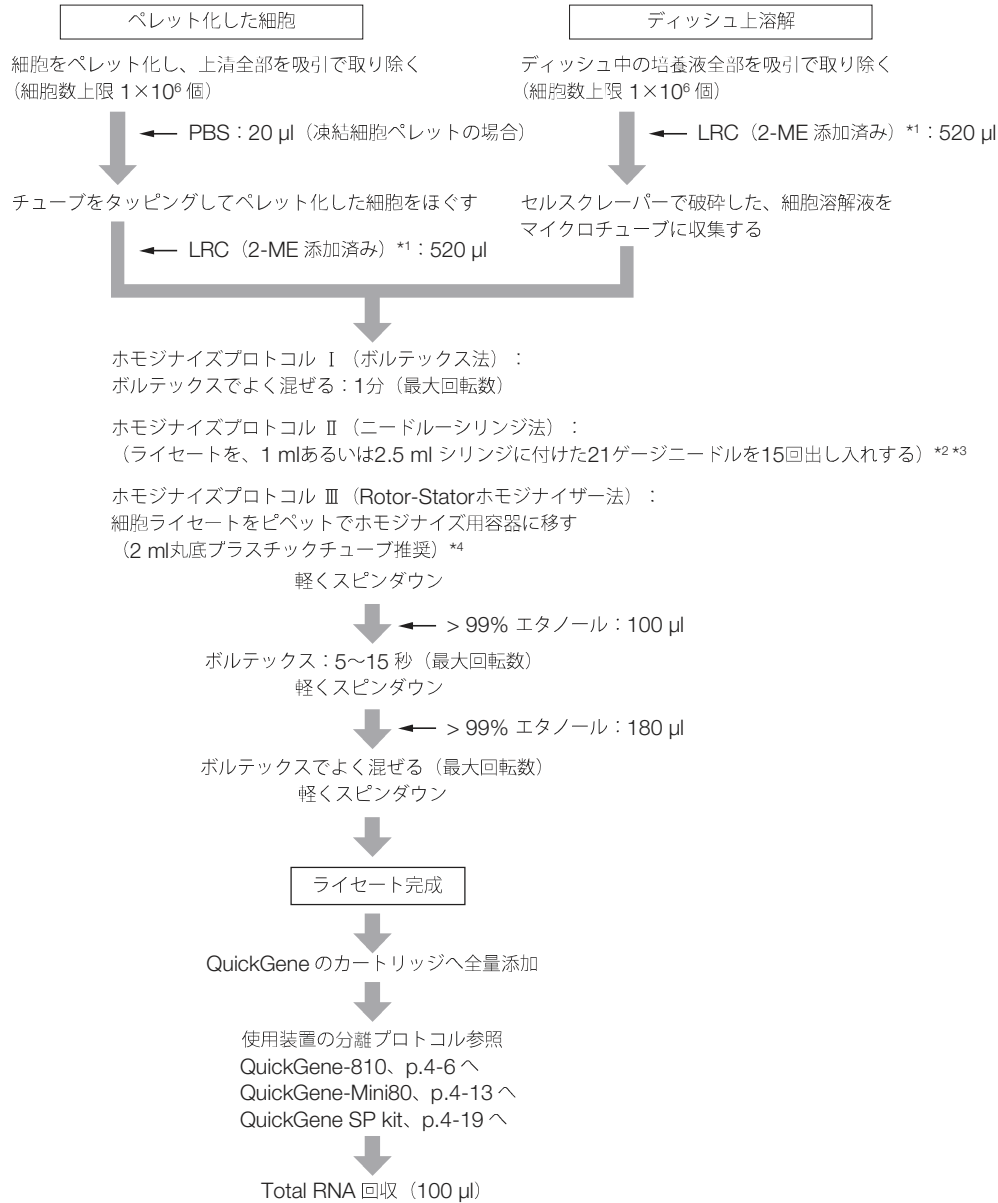 ペレット化した細胞
細胞をペレット化し、上清全部を吸引で取り除く
（細胞数上限 1×10⁶ 個）
PBS：20 µl（凍結細胞ペレットの場合）
チューブをタッピングしてペレット化した細胞をほぐす
LRC（2-ME 添加済み）*1：520 µl
ディッシュ上溶解
ディッシュ中の培養液全部を吸引で取り除く
（細胞数上限 1×10⁶ 個）
LRC（2-ME 添加済み）*1：520 µl
セルスクレーパーで破砕した、細胞溶解液を
マイクロチューブに収集する
ホモジナイズプロトコル Ⅰ（ボルテックス法）：
ボルテックスでよく混ぜる：1分（最大回転数）
ホモジナイズプロトコル Ⅱ（ニードルーシリンジ法）：
（ライセートを、1 mlあるいは2.5 ml シリンジに付けた21ゲージニードルを15回出し入れする）*2 *3
ホモジナイズプロトコル Ⅲ（Rotor-Statorホモジナイザー法）：
細胞ライセートをピペットでホモジナイズ用容器に移す
（2 ml丸底プラスチックチューブ推奨）*4
軽くスピンダウン
> 99% エタノール：100 µl
ボルテックス：5〜15 秒（最大回転数）
軽くスピンダウン
> 99% エタノール：180 µl
ボルテックスでよく混ぜる（最大回転数）
軽くスピンダウン
ライセート完成
QuickGene のカートリッジへ全量添加
使用装置の分離プロトコル参照
QuickGene-810、p.4-6 へ
QuickGene-Mini80、p.4-13 へ
QuickGene SP kit、p.4-19 へ
Total RNA 回収（100 µl）